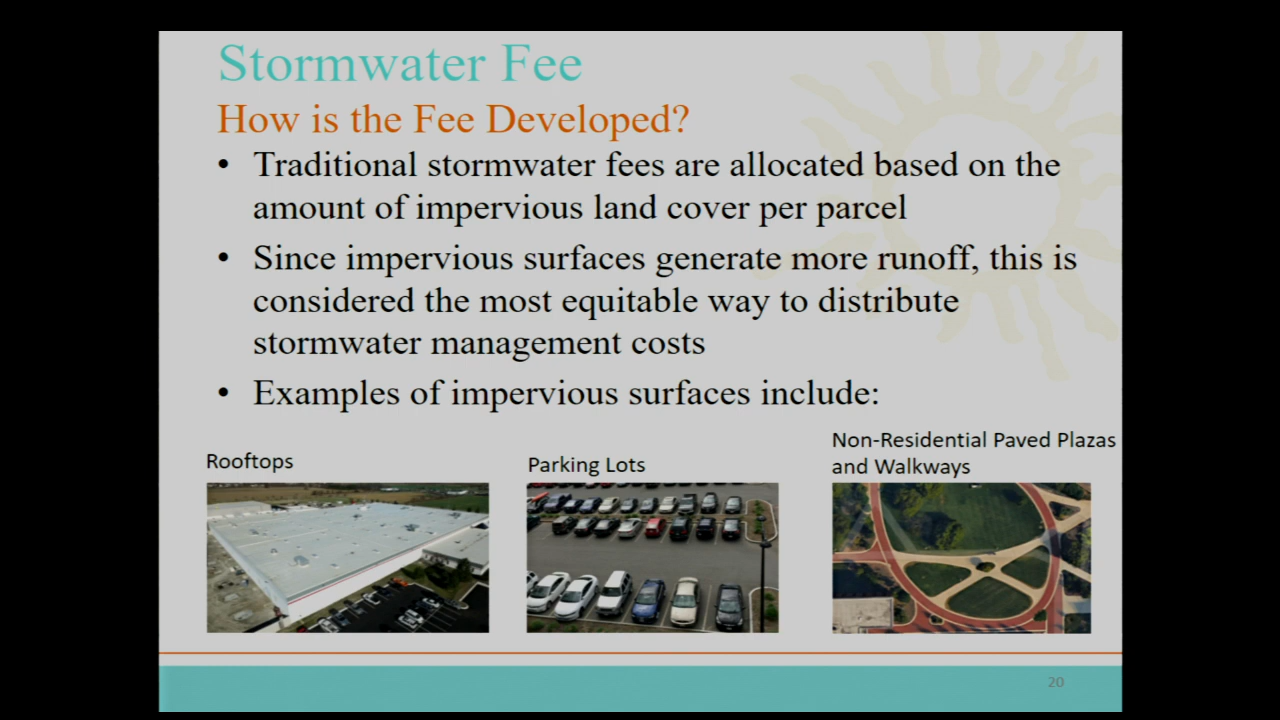 Stormwater Fee
How is the Fee Developed?
• Traditional stormwater fees are allocated based on the
amount of impervious land cover per parcel
• Since impervious surfaces generate more runoff, this is
considered the most equitable way to distribute
stormwater management costs
• Examples of impervious surfaces include:
Rooftops
Parking Lots
Non-Residential Paved Plazas
and Walkways
20